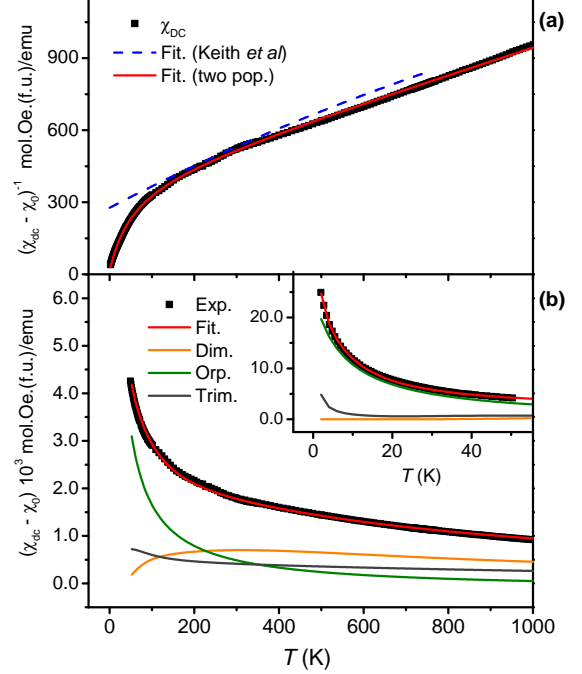 (a)
χDC
Fit. (Keith et al)
Fit. (two pop.)
900
600
300
0
(χdc - χ0)-1 mol.Oe.(f.u.)/emu
(b)
Exp.
Fit.
Dim.
Orp.
Trim.
6.0
5.0
4.0
3.0
2.0
1.0
0.0
(χdc - χ0) 10³ mol.Oe.(f.u.)/emu
20.0
10.0
0.0
0 20 40
T (K)
0 200 400 600 800 1000
T (K)